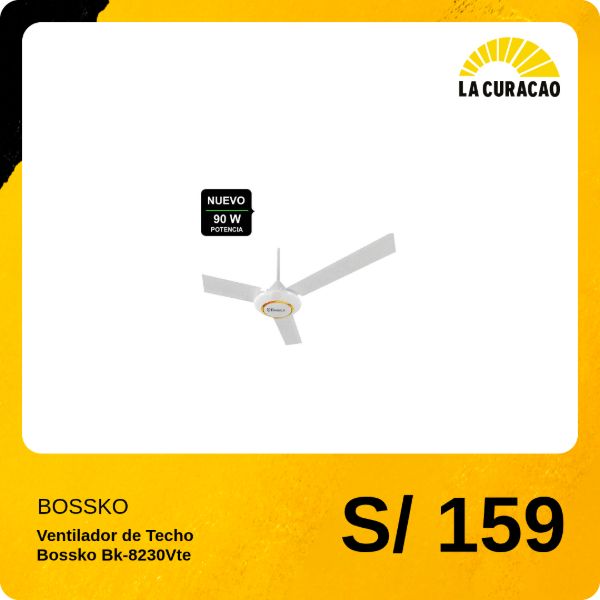 LA CURACAO
NUEVO
90 W
POTENCIA
BOSSKO
Ventilador de Techo
Bossko Bk-8230Vte
S/ 159